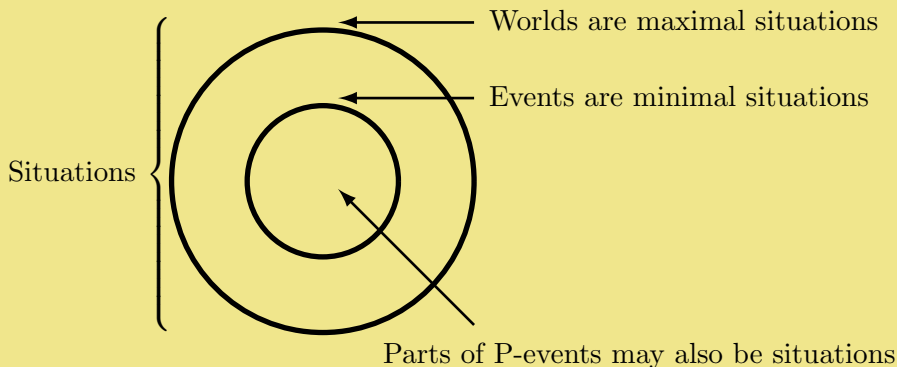 Worlds are maximal situations
Events are minimal situations
Situations
Parts of P-events may also be situations